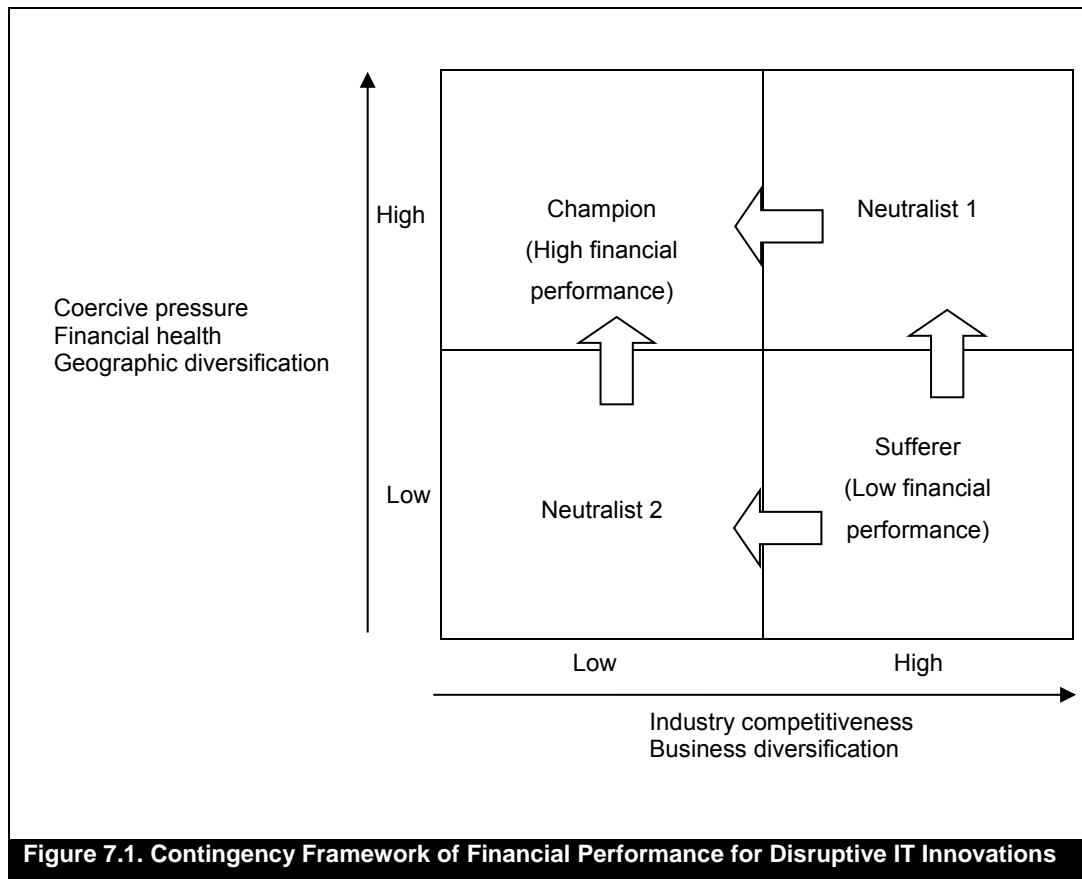 High
Champion
(High financial
performance)
Neutralist 1
Coercive pressure
Financial health
Geographic diversification
Low
Neutralist 2
Sufferer
(Low financial
performance)
Low
High
Industry competitiveness
Business diversification
Figure 7.1. Contingency Framework of Financial Performance for Disruptive IT Innovations